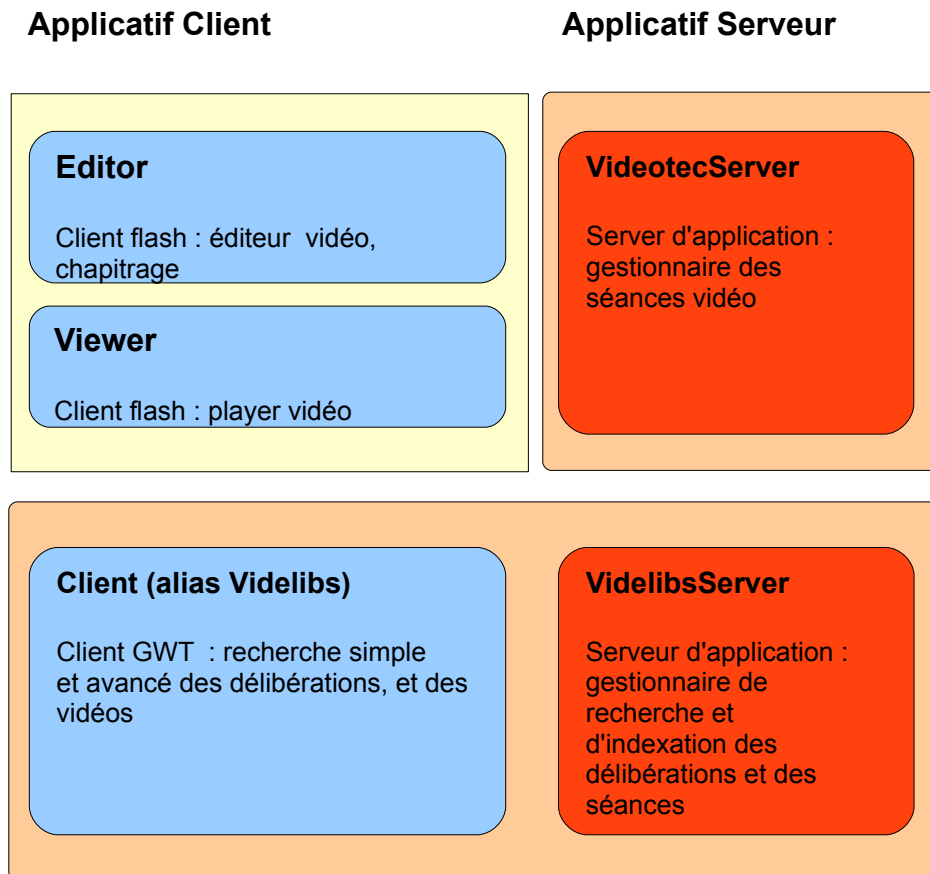 Applicatif Client
Applicatif Serveur
Editor
Client flash : éditeur vidéo,
chapitrage
VideotecServer
Server d'application :
gestionnaire des
séances vidéo
Viewer
Client flash : player vidéo
Client (alias Videlibs)
Client GWT : recherche simple
et avancé des délibérations, et des
vidéos
VidelibsServer
Serveur d'application :
gestionnaire de
recherche et
d'indexation des
délibérations et des
séances